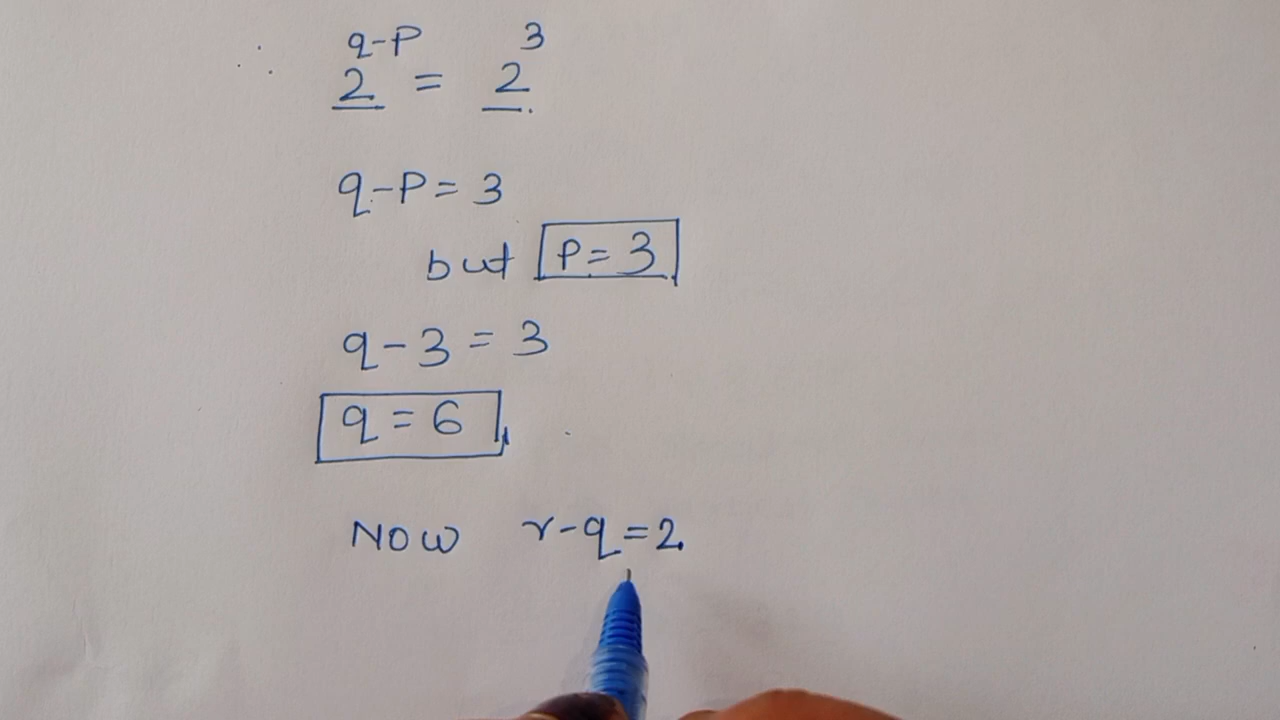 2^{q-P} = 2^3.
q-P=3
but P=3
q-3=3
q=6
Now r-q=2